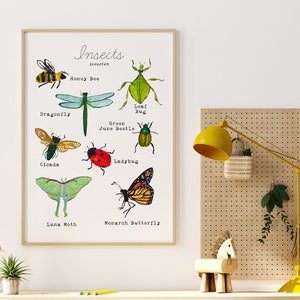 Insects
insectes
Honey Bee
Leaf
Bug
Dragonfly
Green
June Beetle
Cicada
Ladybug
Luna Moth
Monarch Butterfly